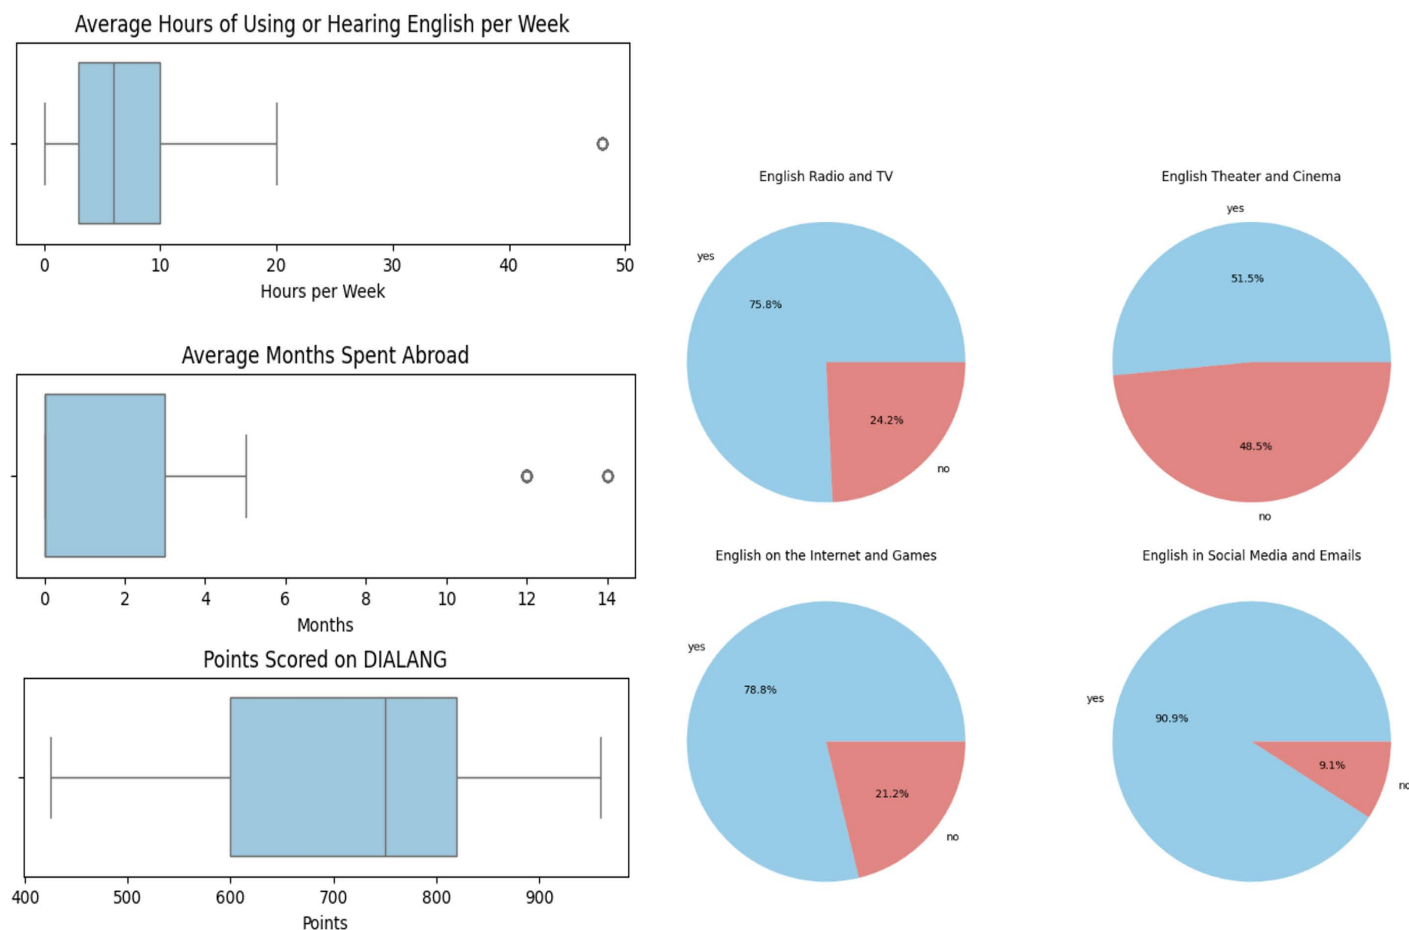 Average Hours of Using or Hearing English per Week
0 10 20 30 40 50
Hours per Week
Average Months Spent Abroad
0 2 4 6 8 10 12 14
Months
Points Scored on DIALANG
400 500 600 700 800 900
Points
English Radio and TV
yes
75.8%
24.2%
no
English Theater and Cinema
yes
51.5%
48.5%
no
English on the Internet and Games
yes
78.8%
21.2%
no
English in Social Media and Emails
yes
90.9%
9.1%
no